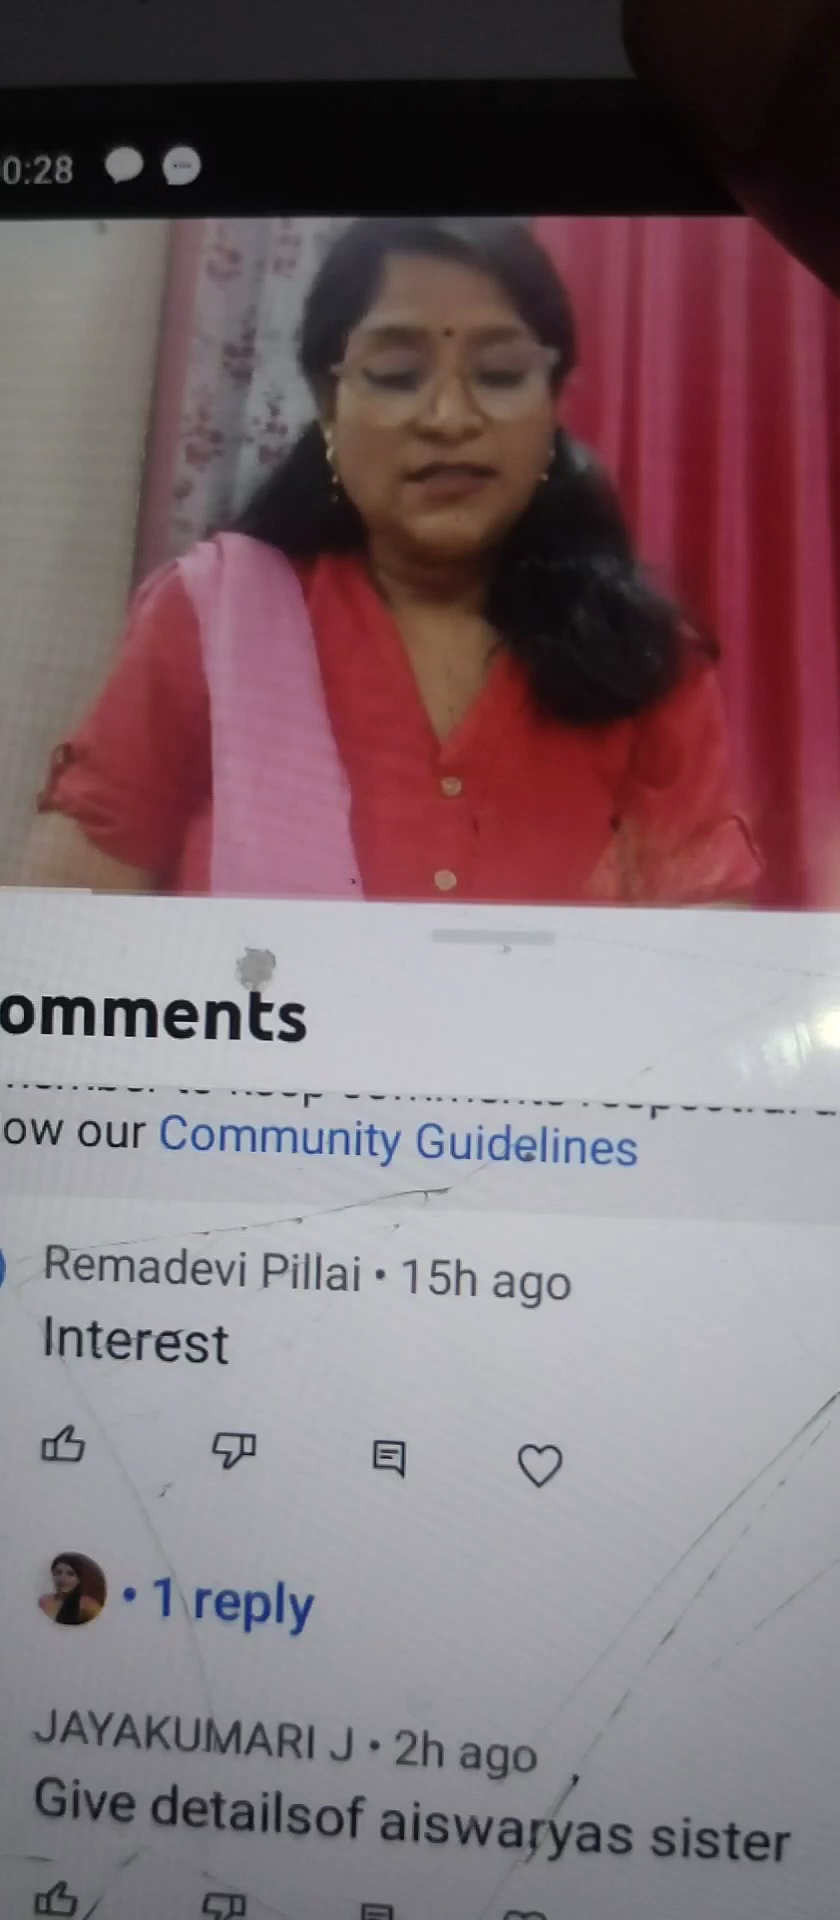 0:28
omments
ow our Community Guidelines
Remadevi Pillai • 15h ago
Interest
• 1 reply
JAYAKUMARI J • 2h ago
Give detailsof aiswaryas sister